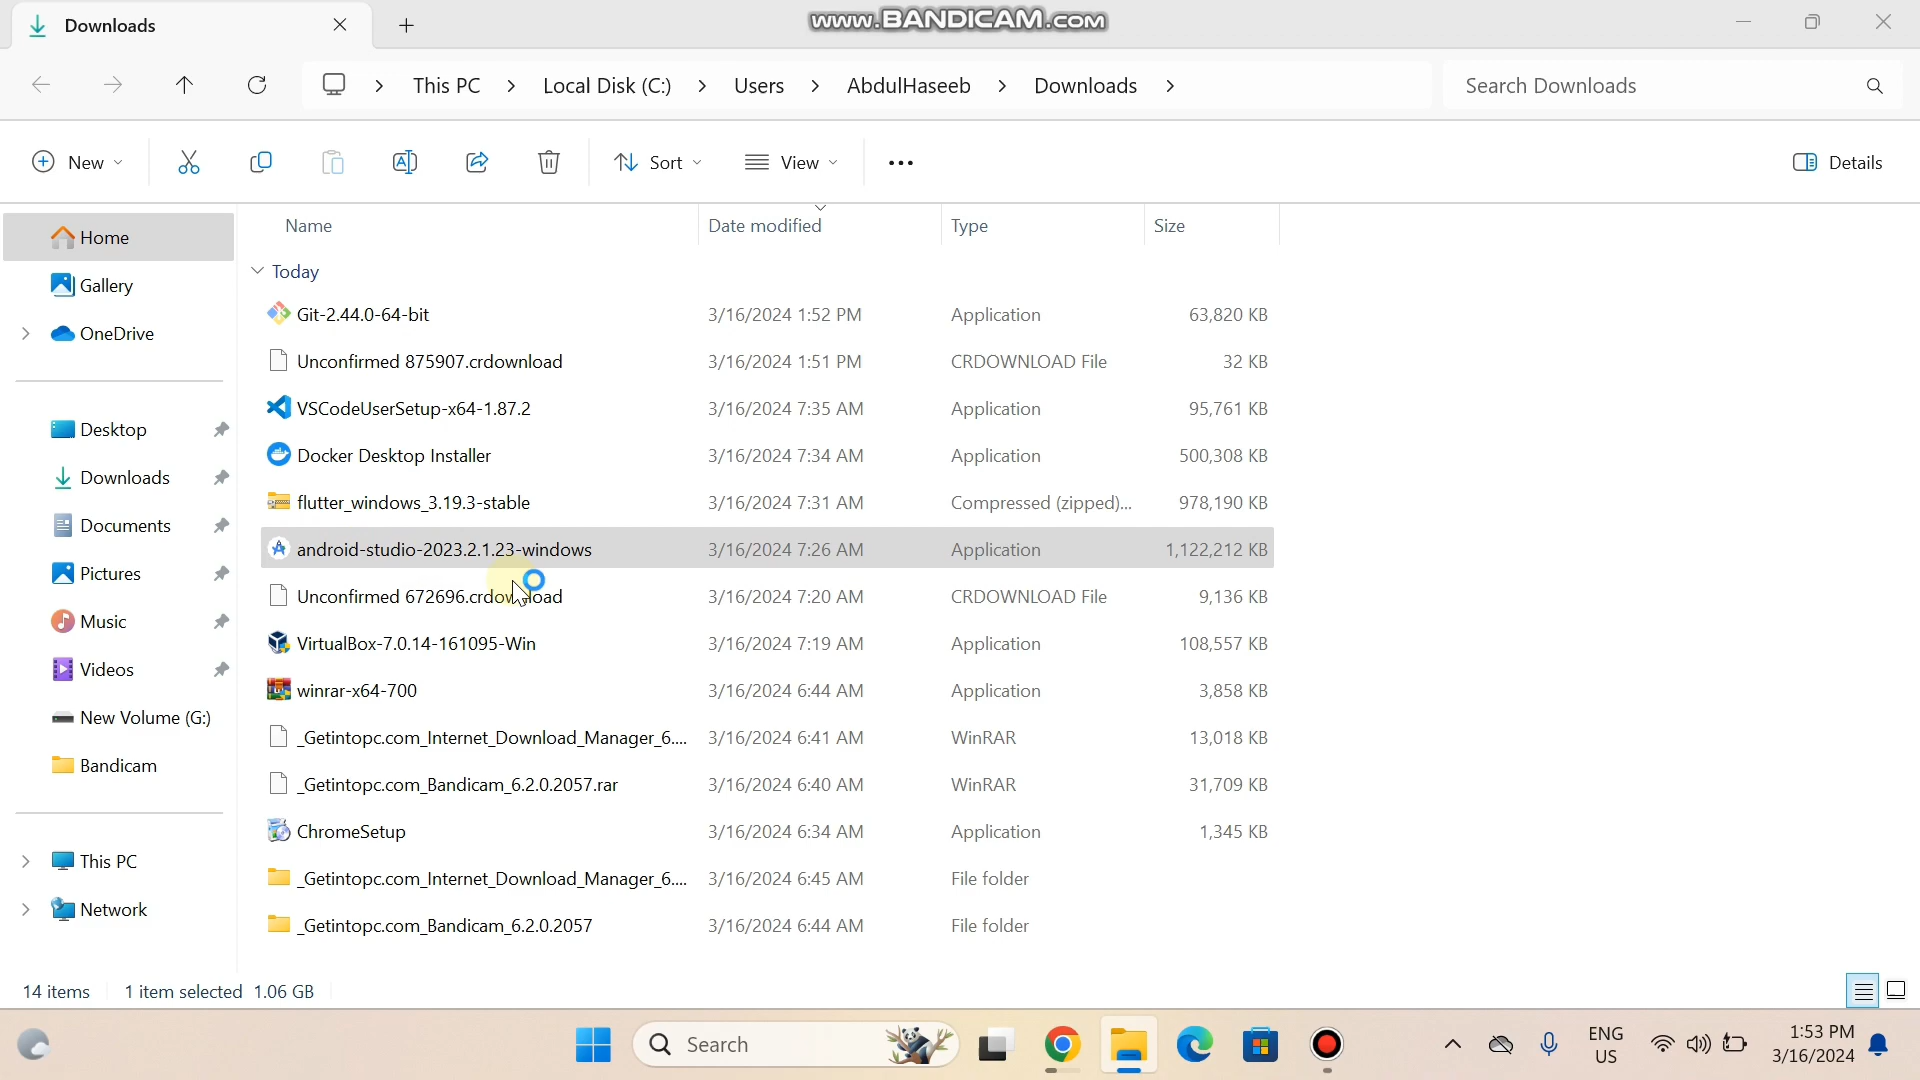 Downloads
www.BANDICAM.com
This PC > Local Disk (C:) > Users > AbdulHaseeb > Downloads >
Search Downloads
New
Sort
View
Details
Name Date modified Type Size
Home
Gallery
OneDrive
Desktop
Downloads
Documents
Pictures
Music
Videos
New Volume (G:)
Bandicam
This PC
Network
Today
Git-2.44.0-64-bit 3/16/2024 1:52 PM Application 63,820 KB
Unconfirmed 875907.crdownload 3/16/2024 1:51 PM CRDOWNLOAD File 32 KB
VSCodeUserSetup-x64-1.87.2 3/16/2024 7:35 AM Application 95,761 KB
Docker Desktop Installer 3/16/2024 7:34 AM Application 500,308 KB
flutter_windows_3.19.3-stable 3/16/2024 7:31 AM Compressed (zipped)... 978,190 KB
android-studio-2023.2.1.23-windows 3/16/2024 7:26 AM Application 1,122,212 KB
Unconfirmed 672696.crdownload 3/16/2024 7:20 AM CRDOWNLOAD File 9,136 KB
VirtualBox-7.0.14-161095-Win 3/16/2024 7:19 AM Application 108,557 KB
winrar-x64-700 3/16/2024 6:44 AM Application 3,858 KB
_Getintopc.com_Internet_Download_Manager_6.... 3/16/2024 6:41 AM WinRAR 13,018 KB
_Getintopc.com_Bandicam_6.2.0.2057.rar 3/16/2024 6:40 AM WinRAR 31,709 KB
ChromeSetup 3/16/2024 6:34 AM Application 1,345 KB
_Getintopc.com_Internet_Download_Manager_6.... 3/16/2024 6:45 AM File folder
_Getintopc.com_Bandicam_6.2.0.2057 3/16/2024 6:44 AM File folder
14 items 1 item selected 1.06 GB
Search
ENG
US
1:53 PM
3/16/2024